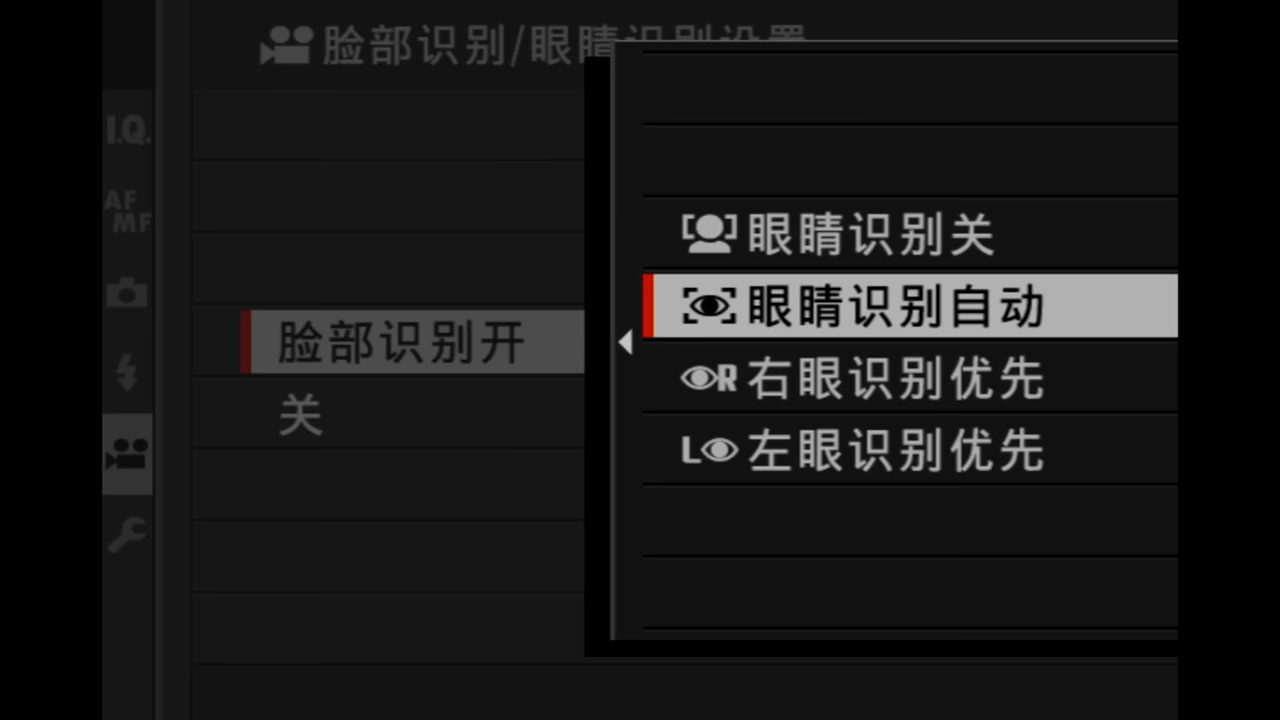 脸部识别/眼睛识别设置
I.Q.
AF
MF
脸部识别开
关
眼睛识别关
眼睛识别自动
R 右眼识别优先
L 左眼识别优先